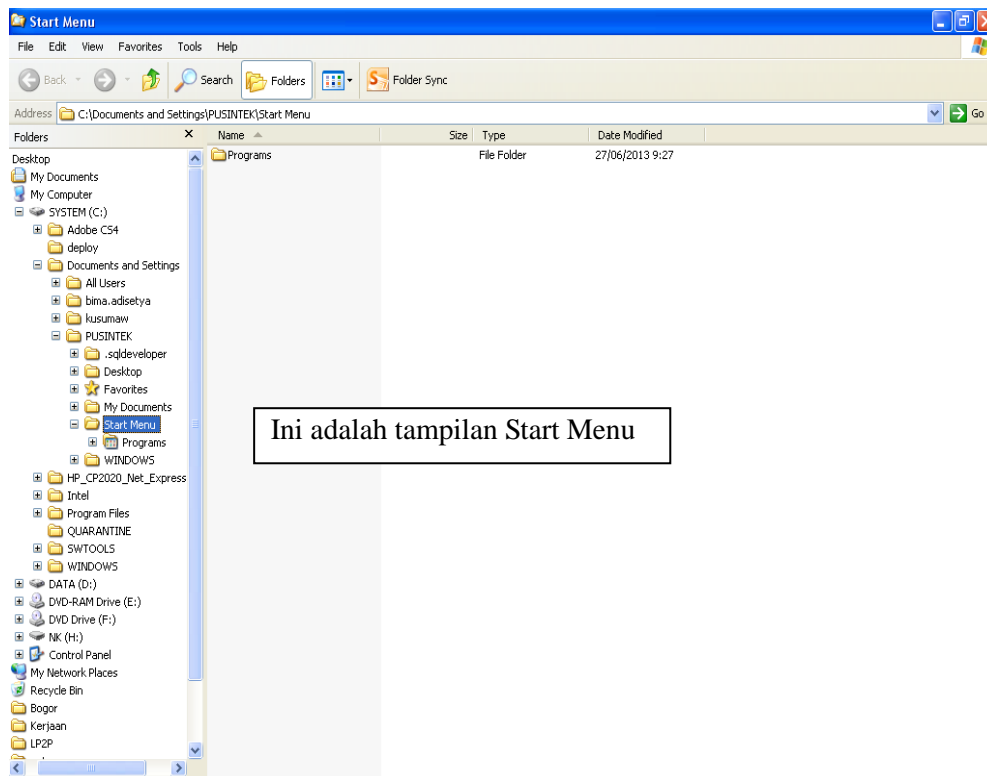 Start Menu
File Edit View Favorites Tools Help
Back Search Folders Folder Sync
Address C:\Documents and Settings\PUSINTEK\Start Menu Go
Folders Name Size Type Date Modified
Desktop
My Documents
My Computer
SYSTEM (C:)
Adobe CS4
deploy
Documents and Settings
All Users
bima.adisetya
kusumaw
PUSINTEK
.sqldeveloper
Desktop
Favorites
My Documents
Start Menu
Programs
WINDOWS
HP_CP2020_Net_Express
Intel
Program Files
QUARANTINE
SWTOOLS
WINDOWS
DATA (D:)
DVD-RAM Drive (E:)
DVD Drive (F:)
NK (H:)
Control Panel
My Network Places
Recycle Bin
Bogor
Kerjaan
LP2P
Programs File Folder 27/06/2013 9:27
Ini adalah tampilan Start Menu